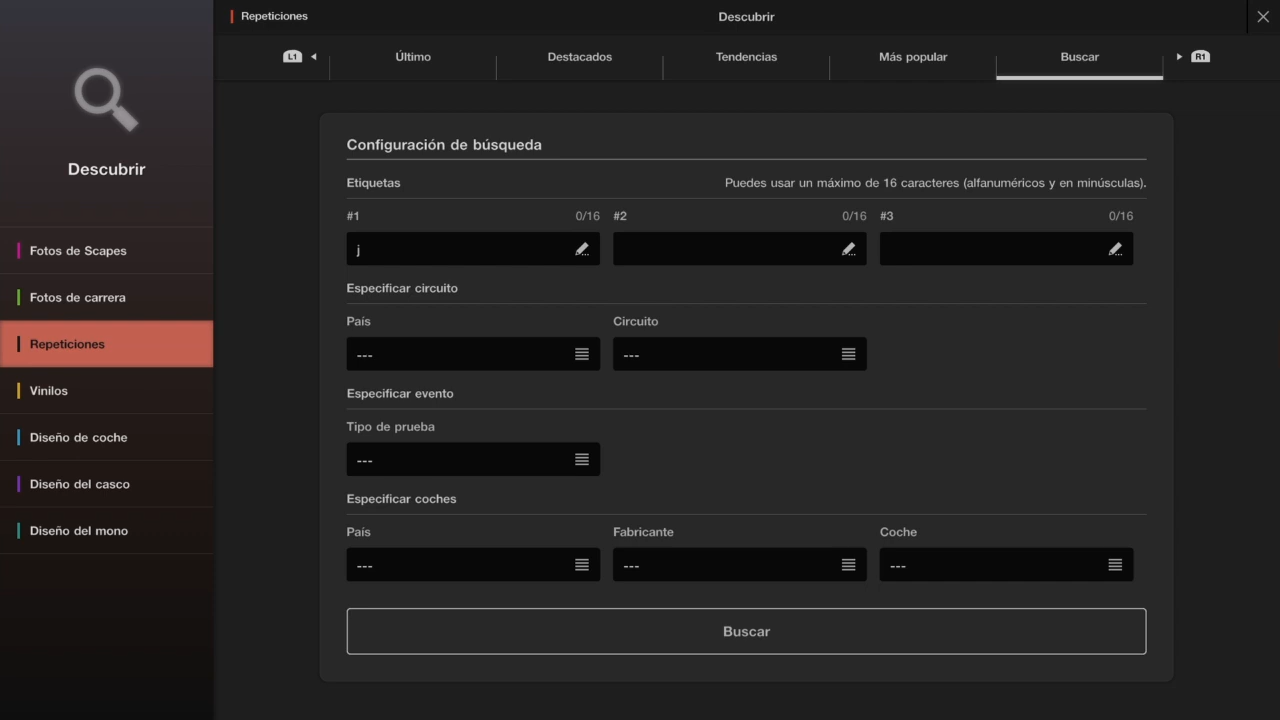 Repeticiones
Descubrir
L1
Último
Destacados
Tendencias
Más popular
Buscar
R1
Descubrir
Fotos de Scapes
Fotos de carrera
Repeticiones
Vinilos
Diseño de coche
Diseño del casco
Diseño del mono
Configuración de búsqueda
Etiquetas
Puedes usar un máximo de 16 caracteres (alfanuméricos y en minúsculas).
#1 0/16 #2 0/16 #3 0/16
j
Especificar circuito
País Circuito
--- ---
Especificar evento
Tipo de prueba
---
Especificar coches
País Fabricante Coche
--- --- ---
Buscar